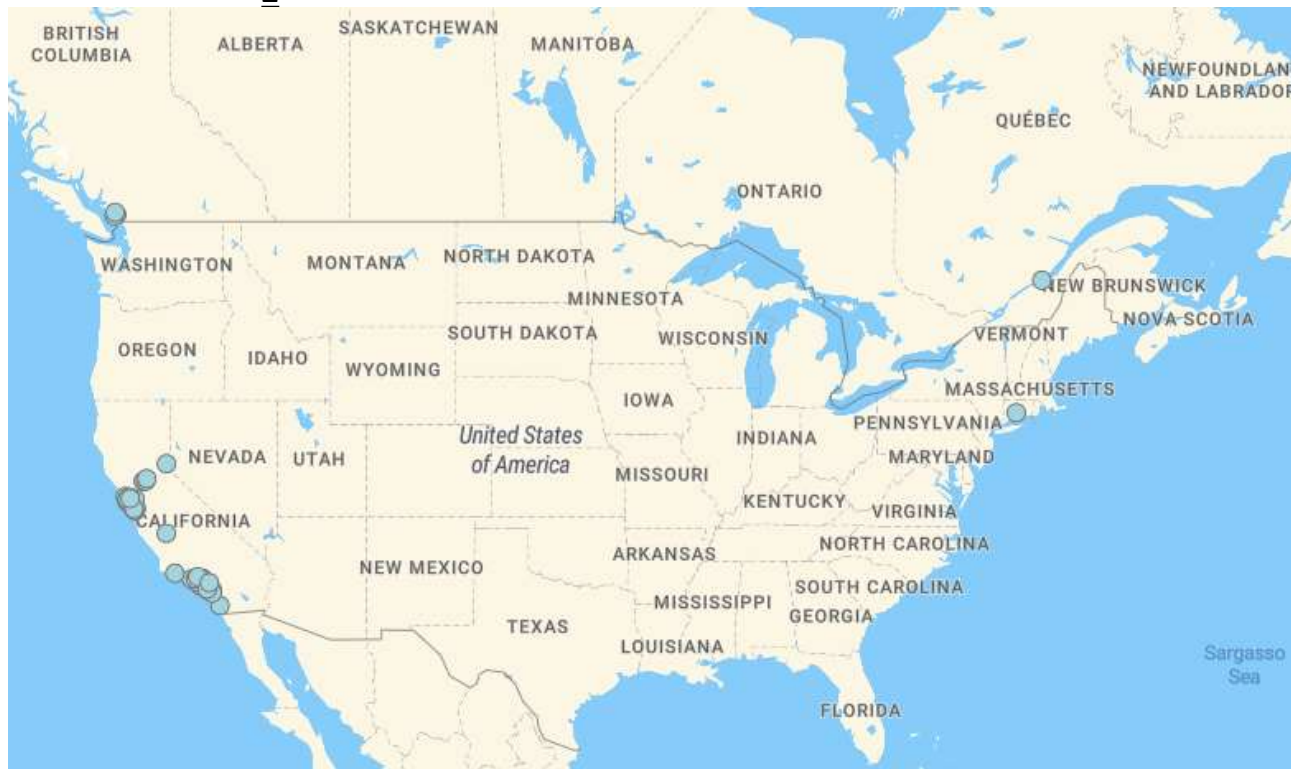 BRITISH
COLUMBIA
ALBERTA
SASKATCHEWAN
MANITOBA
NEWFOUNDLAN
AND LABRADOR
QUÉBEC
ONTARIO
WASHINGTON
MONTANA
NORTH DAKOTA
MINNESOTA
NEW BRUNSWICK
NOVA SCOTIA
OREGON
IDAHO
SOUTH DAKOTA
WISCONSIN
VERMONT
WYOMING
MASSACHUSETTS
IOWA
PENNSYLVANIA
NEVADA
UTAH
United States
of America
INDIANA
MARYLAND
MISSOURI
KENTUCKY
VIRGINIA
CALIFORNIA
NORTH CAROLINA
ARKANSAS
NEW MEXICO
SOUTH CAROLINA
MISSISSIPPI
GEORGIA
TEXAS
LOUISIANA
Sargasso
Sea
FLORIDA